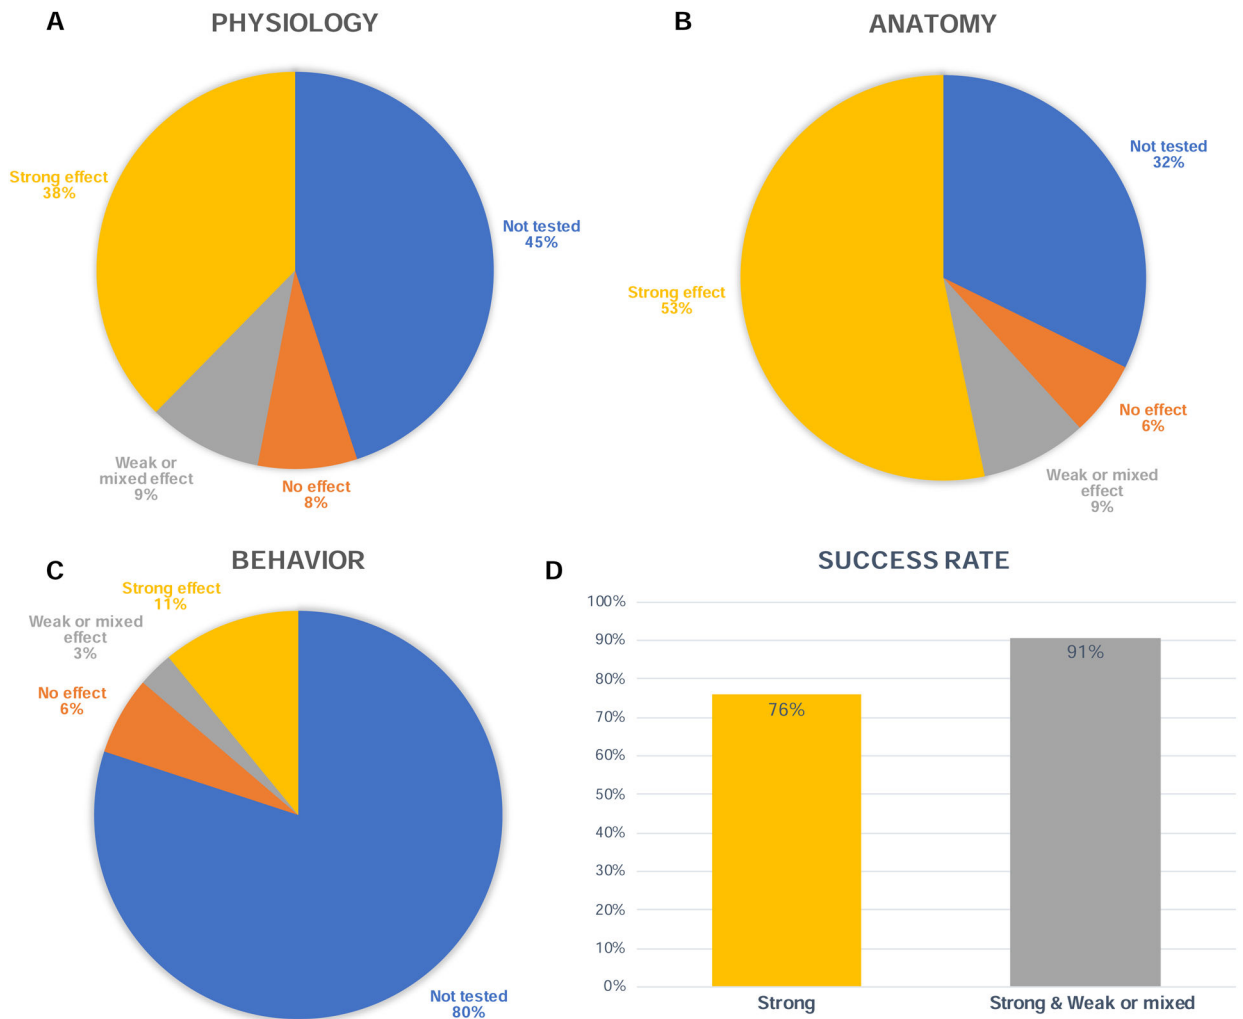 A
PHYSIOLOGY
Strong effect
38%
Not tested
45%
Weak or
mixed effect
9%
No effect
8%
B
ANATOMY
Not tested
32%
Strong effect
53%
No effect
6%
Weak or mixed
effect
9%
C
BEHAVIOR
Strong effect
11%
Weak or mixed
effect
3%
No effect
6%
Not tested
80%
D
SUCCESS RATE
100%
90%
80%
70%
60%
50%
40%
30%
20%
10%
0%
76%
91%
Strong
Strong & Weak or mixed